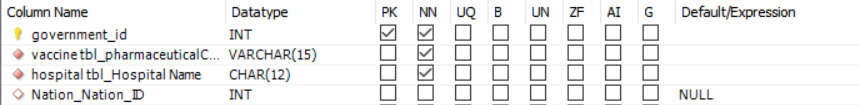 Column Name Datatype PK NN UQ B UN ZF AI G Default/Expression
government_id INT
vaccine tbl_pharmaceuticalC... VARCHAR(15)
hospital tbl_Hospital Name CHAR(12)
Nation_Nation_ID INT NULL